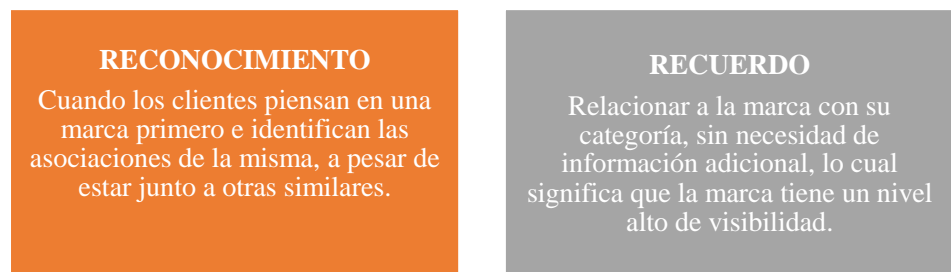 RECONOCIMIENTO
Cuando los clientes piensan en una
marca primero e identifican las
asociaciones de la misma, a pesar de
estar junto a otras similares.
RECUERDO
Relacionar a la marca con su
categoría, sin necesidad de
información adicional, lo cual
significa que la marca tiene un nivel
alto de visibilidad.